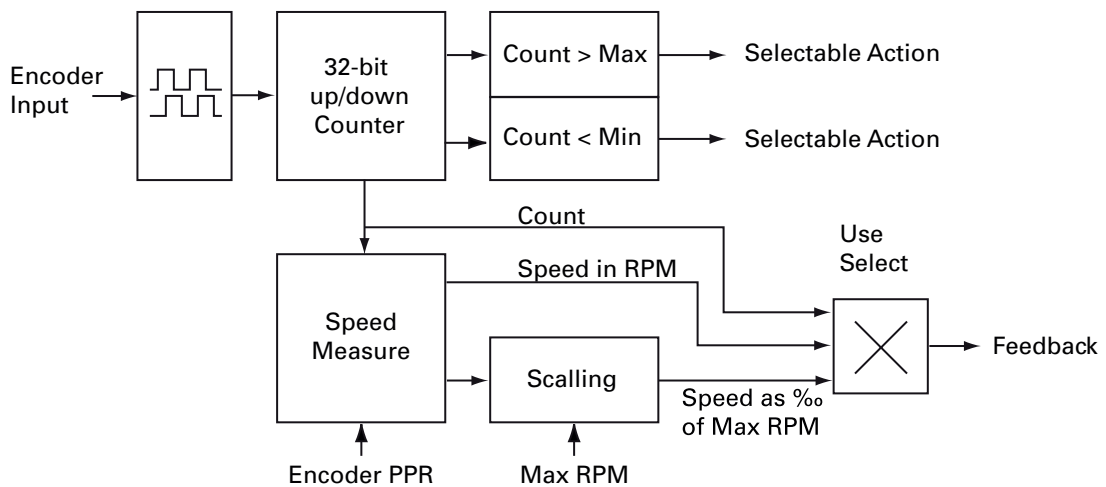 Encoder
Input
32-bit
up/down
Counter
Count > Max
Selectable Action
Count < Min
Selectable Action
Count
Use
Select
Speed in RPM
Speed
Measure
Scalling
Speed as ‰
of Max RPM
Feedback
Encoder PPR
Max RPM